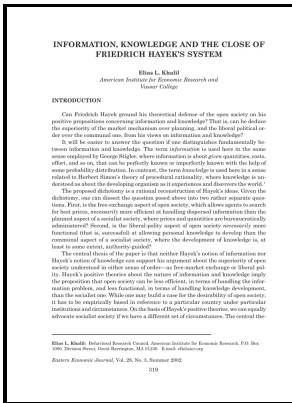 INFORMATION, KNOWLEDGE AND THE CLOSE OF
FRIEDRICH HAYEK'S SYSTEM
Elias L. Khalil
American Institute for Economic Research and
Vassar College
INTRODUCTION
Can Friedrich Hayek ground his theoretical defense of the open society on his
positive propositions concerning information and knowledge? That is, can he deduce
the superiority of the market mechanism over planning, and the liberal political or-
der over the communal one, from his views on information and knowledge?
It will be easier to answer the question if one distinguishes fundamentally be-
tween information and knowledge. The term information is used here in the same
sense employed by George Stigler, where information is about given quantities, costs,
effort, and so on, that can be perfectly known or imperfectly known with the help of
some probability distribution. In contrast, the term knowledge is used here in a sense
related to Herbert Simon's theory of procedural rationality, where knowledge is un-
derstood as about the developing organism as it experiences and discovers the world.¹
The proposed dichotomy is a rational reconstruction of Hayek's ideas. Given the
dichotomy, one can dissect the question posed above into two rather separate ques-
tions. First, is the free-exchange aspect of open society, which allows agents to search
for best prices, necessarily more efficient at handling dispersed information than the
planned aspect of a socialist society, where prices and quantities are bureaucratically
administered? Second, is the liberal-polity aspect of open society necessarily more
functional (that is, successful) at allowing personal knowledge to develop than the
communal aspect of a socialist society, where the development of knowledge is, at
least to some extent, authority-guided?
The central thesis of the paper is that neither Hayek's notion of information nor
Hayek's notion of knowledge can support his argument about the superiority of open
society understood in either sense of order—as free-market exchange or liberal pal-
ity. Hayek's positive theories about the nature of information and knowledge imply
the proposition that open society can be less efficient, in terms of handling the infor-
mation problem, and less functional, in terms of handling knowledge development,
than the socialist one. While one may build a case for the desirability of open society,
it has to be empirically based in reference to a particular country under particular
institutions and circumstances. On the basis of Hayek's positive theories, we can equally
advocate socialist society if we have a different set of circumstances. The central the-
Elias L. Khalil: Behavioral Research Council, American Institute for Economic Research, P.O. Box
1000, Division Street, Great Barrington, MA 01230. E-mail: elk@aier.org
Eastern Economic Journal, Vol. 28, No. 3, Summer 2002
319